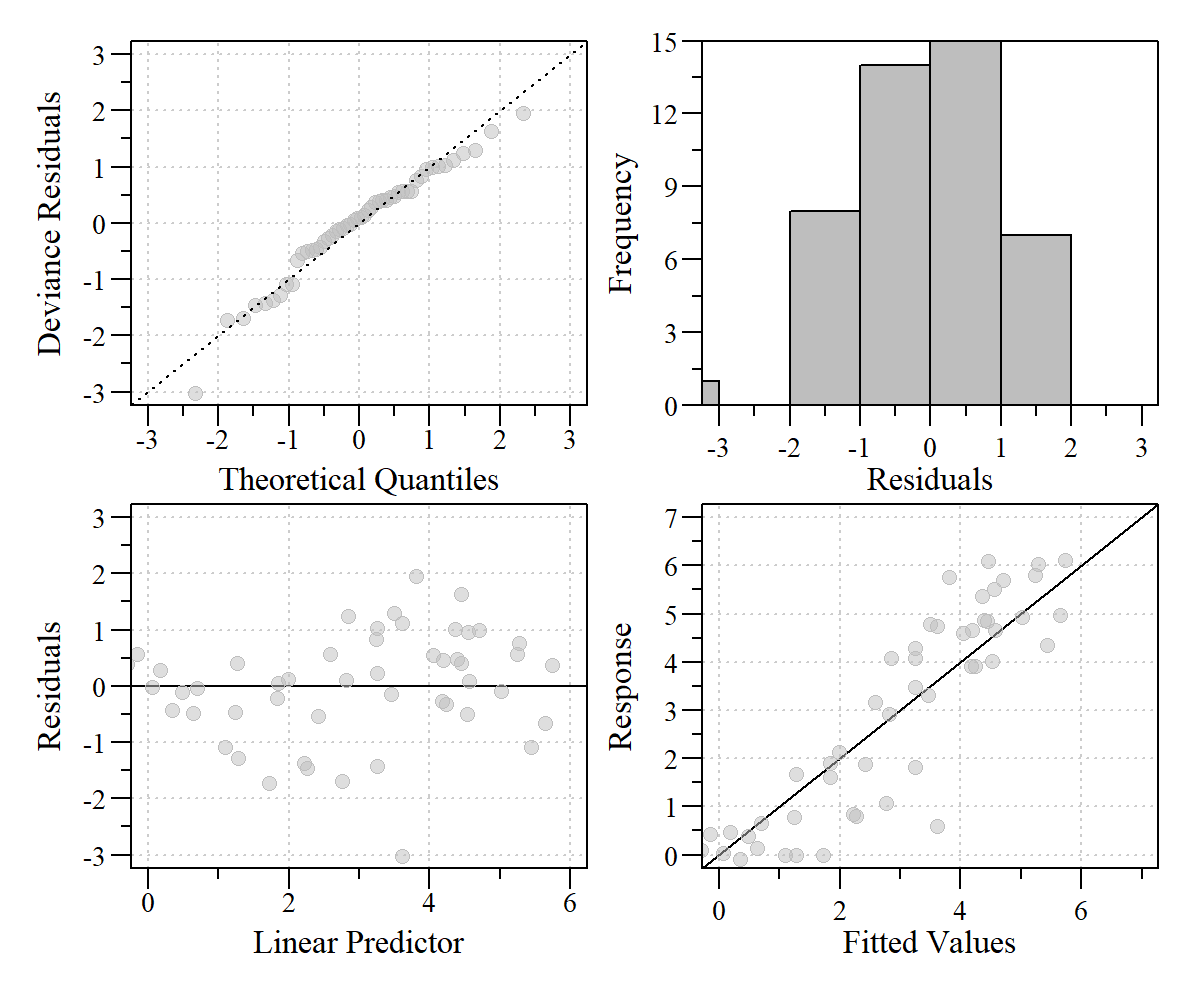 3
2
1
0
-1
-2
-3
Deviance Residuals
-3 -2 -1 0 1 2 3
Theoretical Quantiles
15
12
9
6
3
0
Frequency
-3 -2 -1 0 1 2 3
Residuals
3
2
1
0
-1
-2
-3
Residuals
0 2 4 6
Linear Predictor
7
6
5
4
3
2
1
0
Response
0 2 4 6
Fitted Values